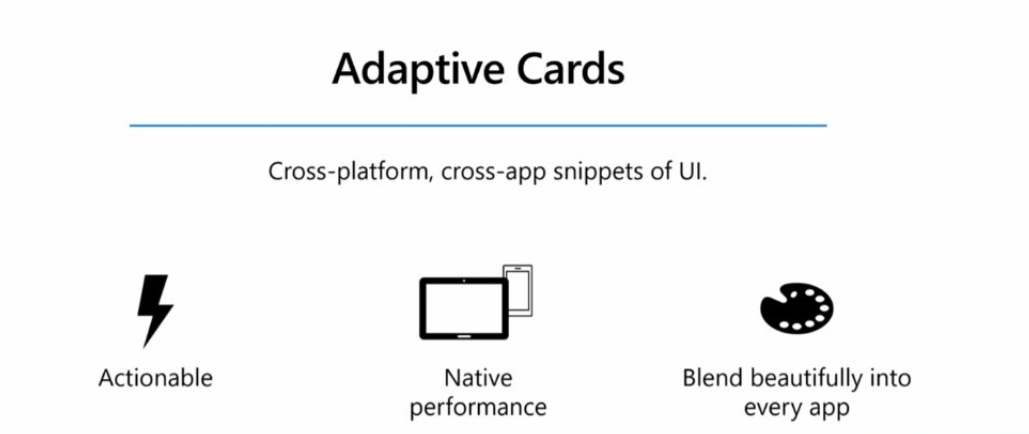 Adaptive Cards
Cross-platform, cross-app snippets of UI.
Actionable
Native
performance
Blend beautifully into
every app